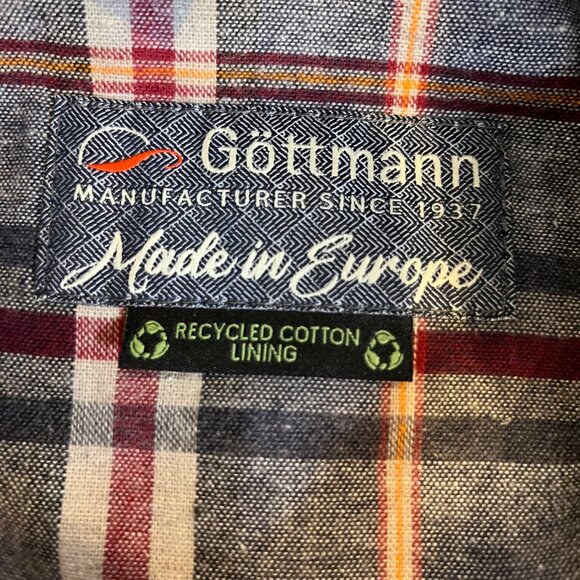 Göttmann
MANUFACTURER SINCE 1937
Made in Europe
RECYCLED COTTON
LINING